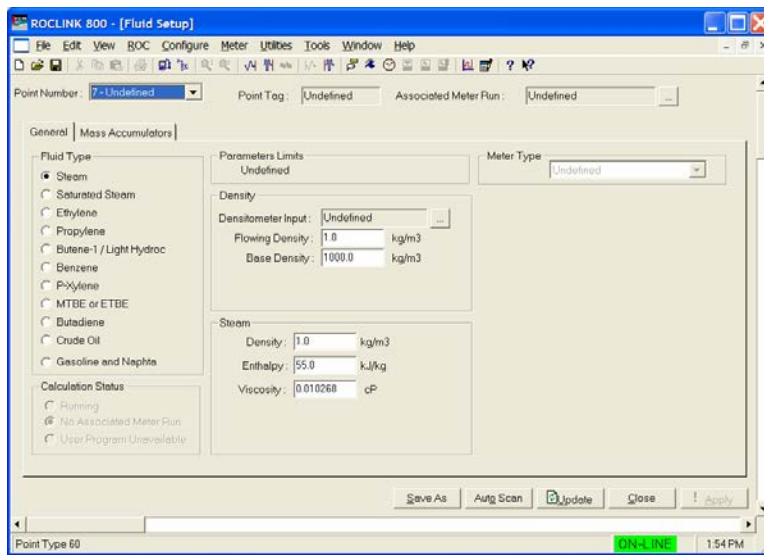 ROCLINK 800 - [Fluid Setup]
File Edit View ROC Configure Meter Utilities Tools Window Help
Point Number : 7 - Undefined Point Tag : Undefined Associated Meter Run : Undefined ...
General Mass Accumulators
Fluid Type
Steam
Saturated Steam
Ethylene
Propylene
Butene-1 / Light Hydroc
Benzene
P-Xylene
MTBE or ETBE
Butadiene
Crude Oil
Gasoline and Naphta
Calculation Status
Running
No Associated Meter Run
User Program Unavailable
Parameters Limits
Undefined
Density
Densitometer Input : Undefined ...
Flowing Density : 1.0 kg/m3
Base Density : 1000.0 kg/m3
Steam
Density : 1.0 kg/m3
Enthalpy : 55.0 kJ/kg
Viscosity : 0.010268 cP
Meter Type
Undefined
Save As Auto Scan Update Close ! Apply
Point Type 60 ON-LINE 1:54 PM